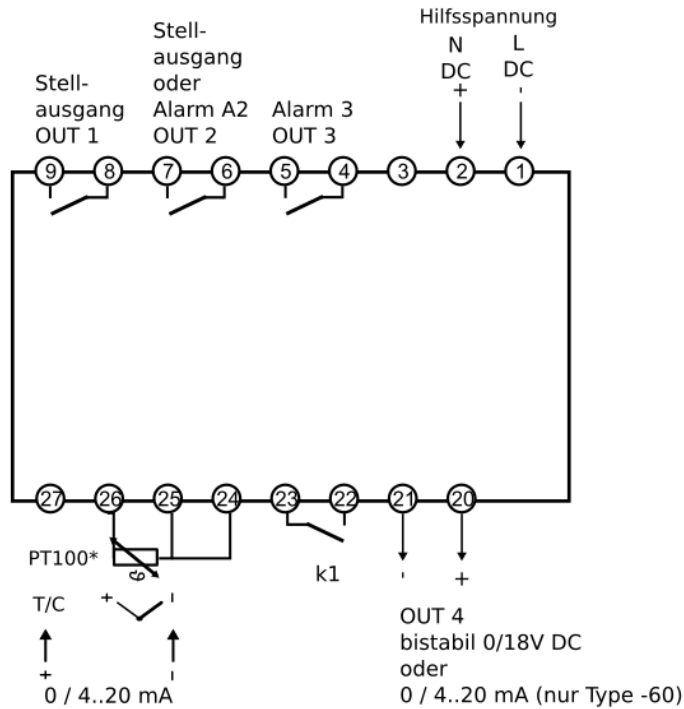 Hilfsspannung
N L
DC DC
+ -
Stell-
ausgang
oder
Alarm A2
OUT 2
Stell-
ausgang
OUT 1
Alarm 3
OUT 3
9 8 7 6 5 4 3 2 1
27 26 25 24 23 22 21 20
PT100*
ϑ
k1
- +
T/C
+ -
+ -
0 / 4..20 mA
OUT 4
bistabil 0/18V DC
oder
0 / 4..20 mA (nur Type -60)